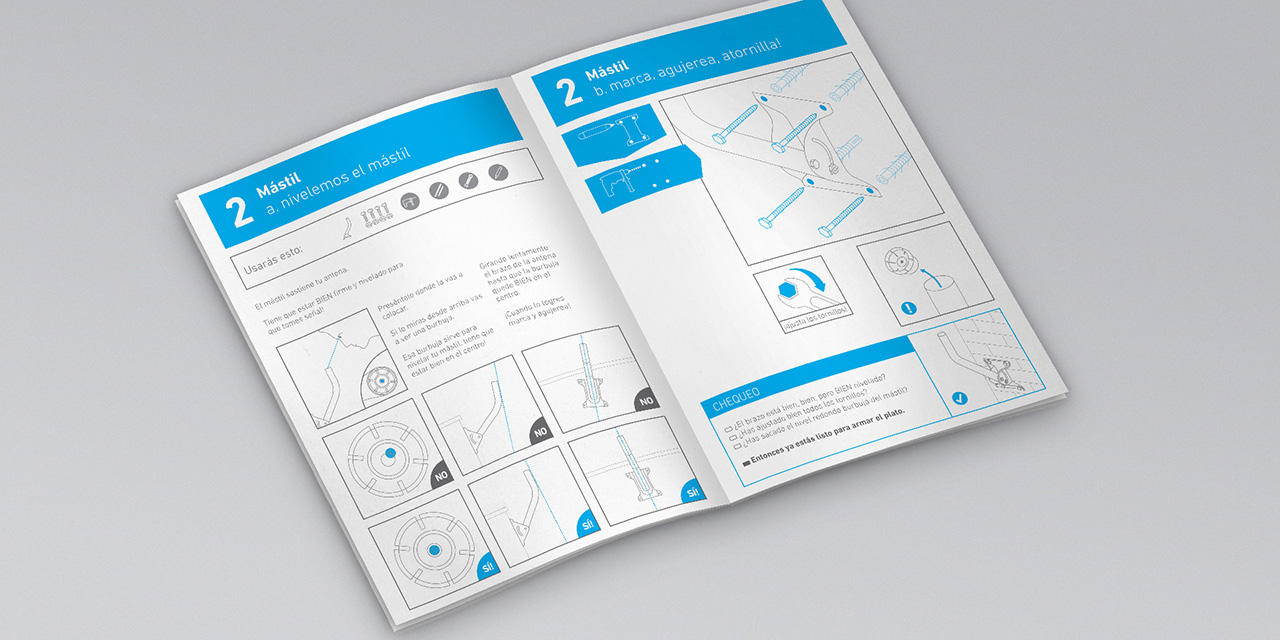 2
Mástil
a. nivelemos el mástil
Usarás esto:
El mástil sostiene tu antena.
Tiene que estar BIEN firme y nivelado para
que tomes señal!
Preséntalo donde la vas a
colocar.
Si lo miras desde arriba vas
a ver una burbuja.
Esa burbuja sirve para
nivelar tu mástil, tiene que
estar bien en el centro!
Girando lentamente
el brazo de la antena
hasta que la burbuja
quede BIEN en el
centro.
¡Cuando lo logres
marca y agujerea!
NO
SÍ!
NO
SÍ!
NO
SÍ!
2
Mástil
b. marca, agujerea, atornilla!
¡ajusta los tornillos!
CHEQUEO
¿El brazo está bien, bien, pero BIEN nivelado?
¿Has ajustado bien todos los tornillos?
¿Has sacado el nivel redondo burbuja del mástil?
Entonces ya estás listo para armar el plato.